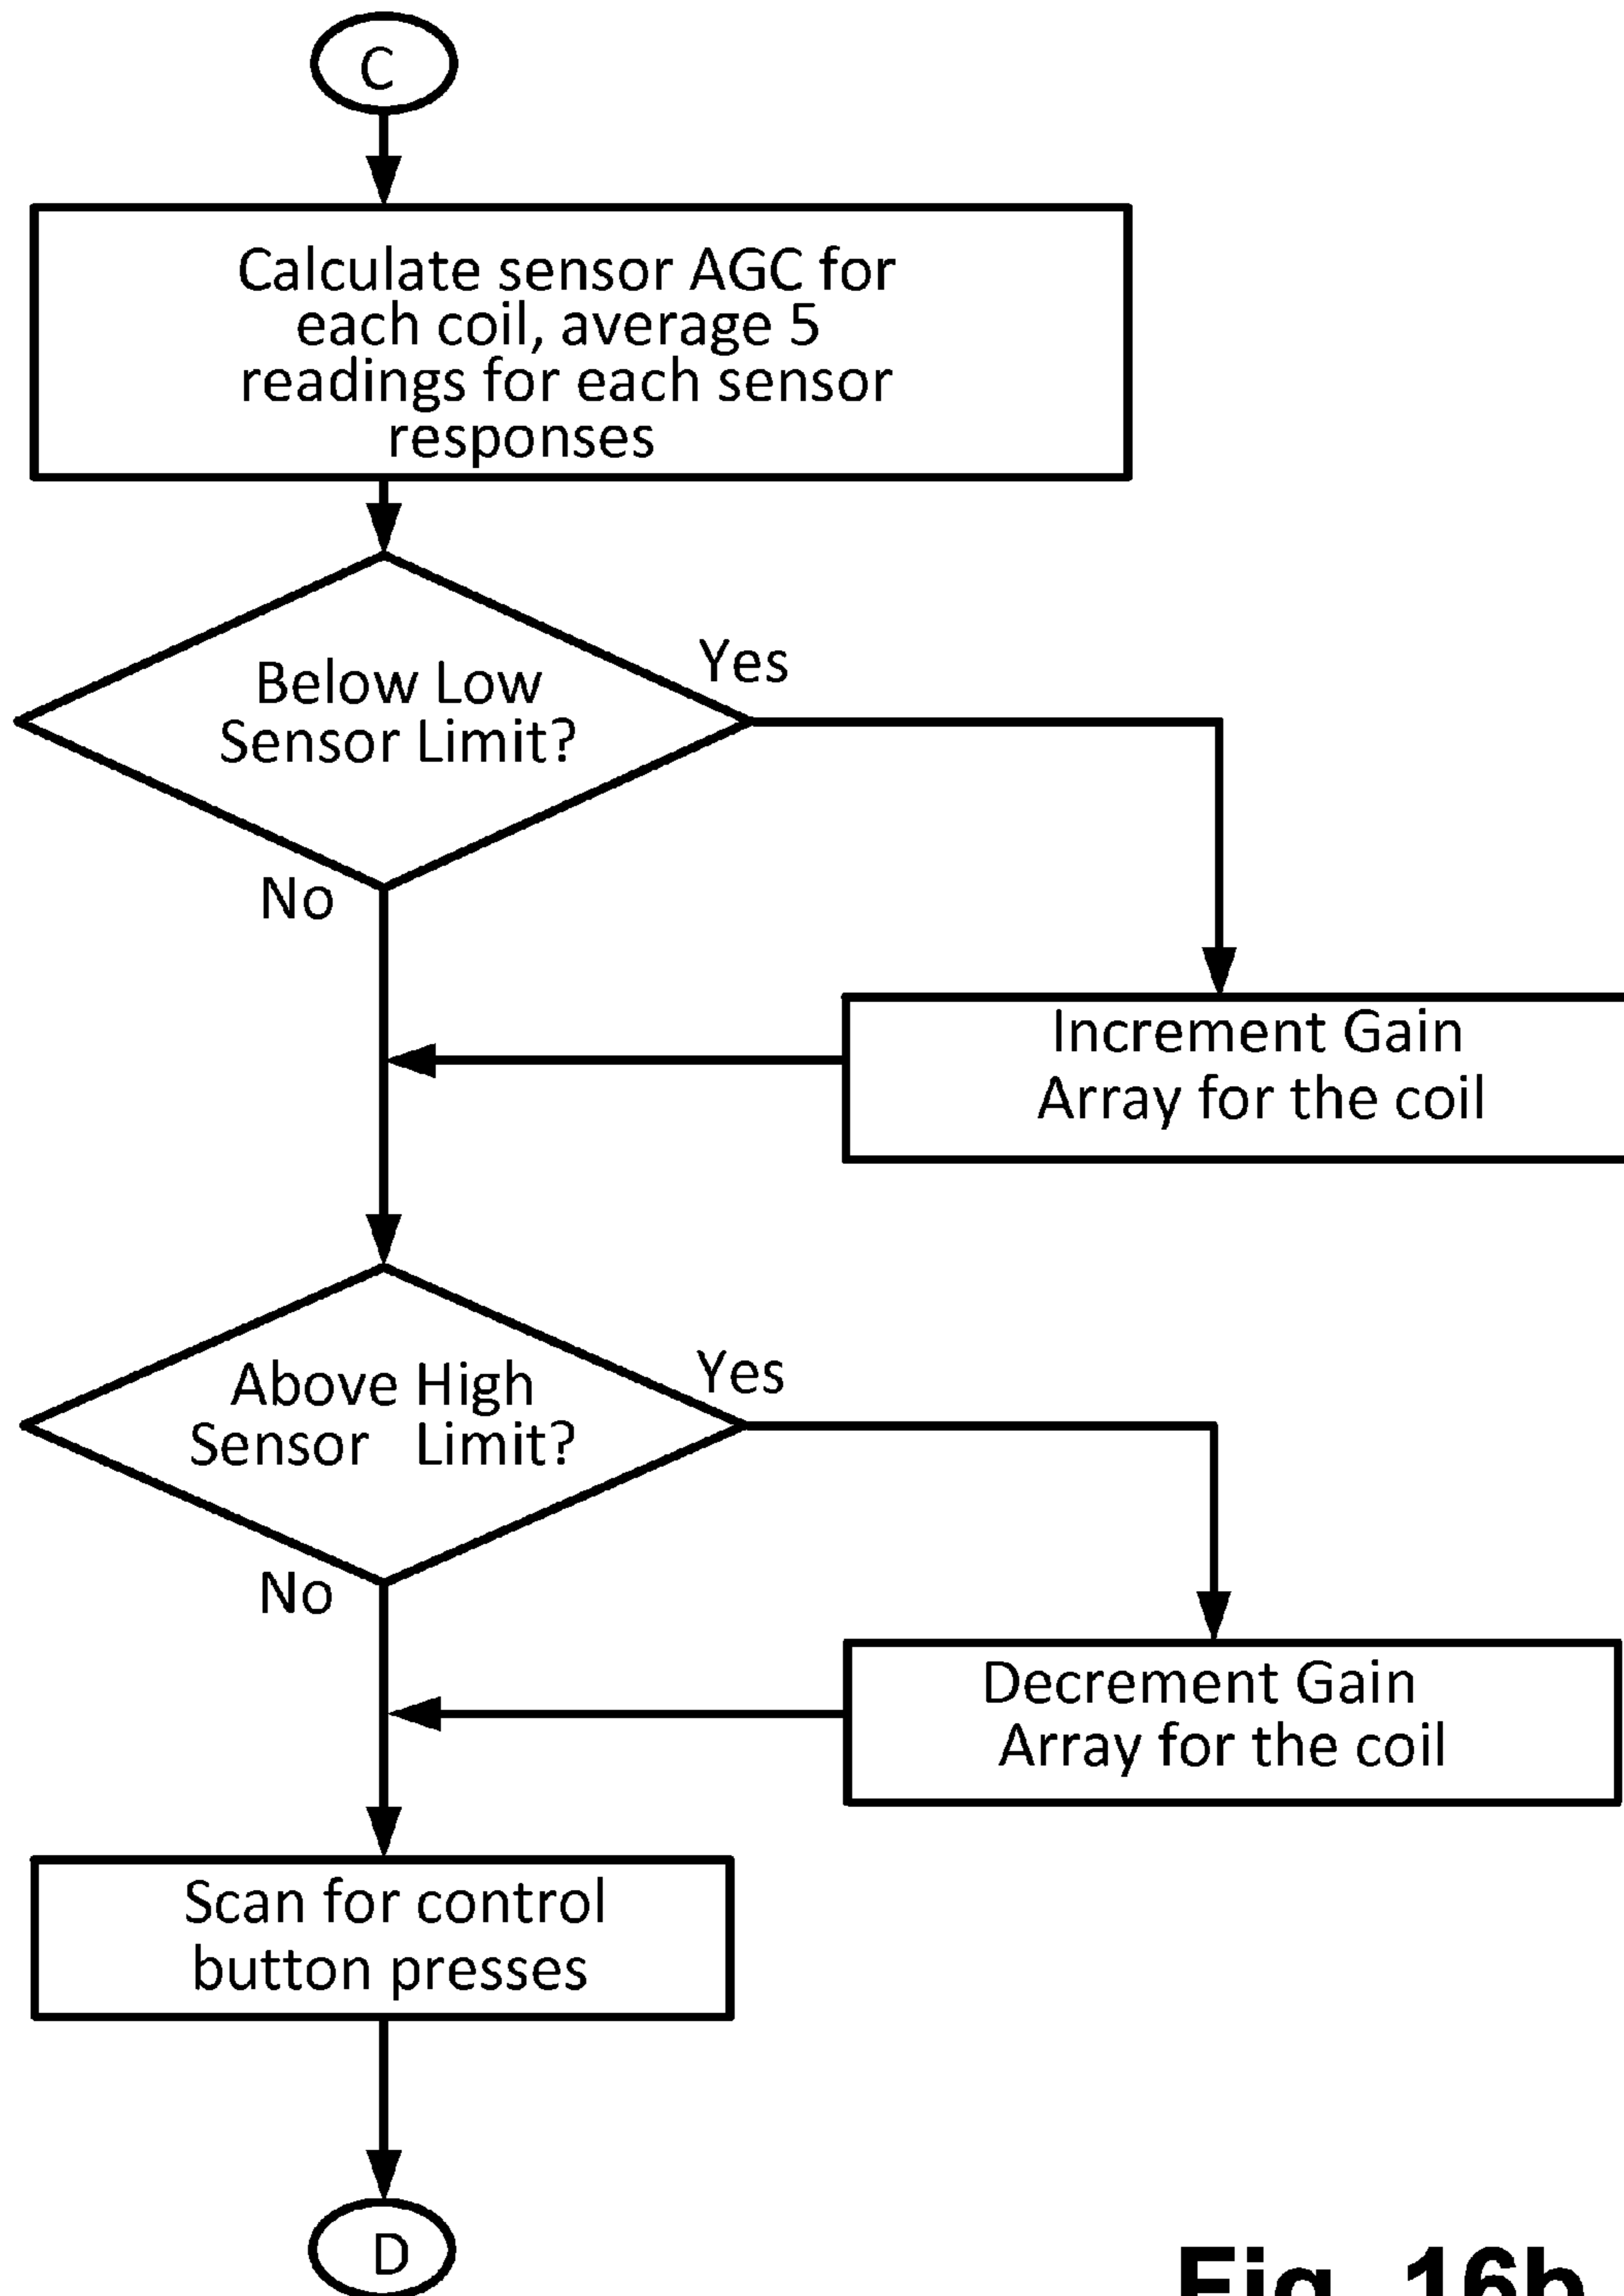 C
Calculate sensor AGC for
each coil, average 5
readings for each sensor
responses
Below Low
Sensor Limit?
Yes
No
Increment Gain
Array for the coil
Above High
Sensor Limit?
Yes
No
Decrement Gain
Array for the coil
Scan for control
button presses
D
Fig. 16b